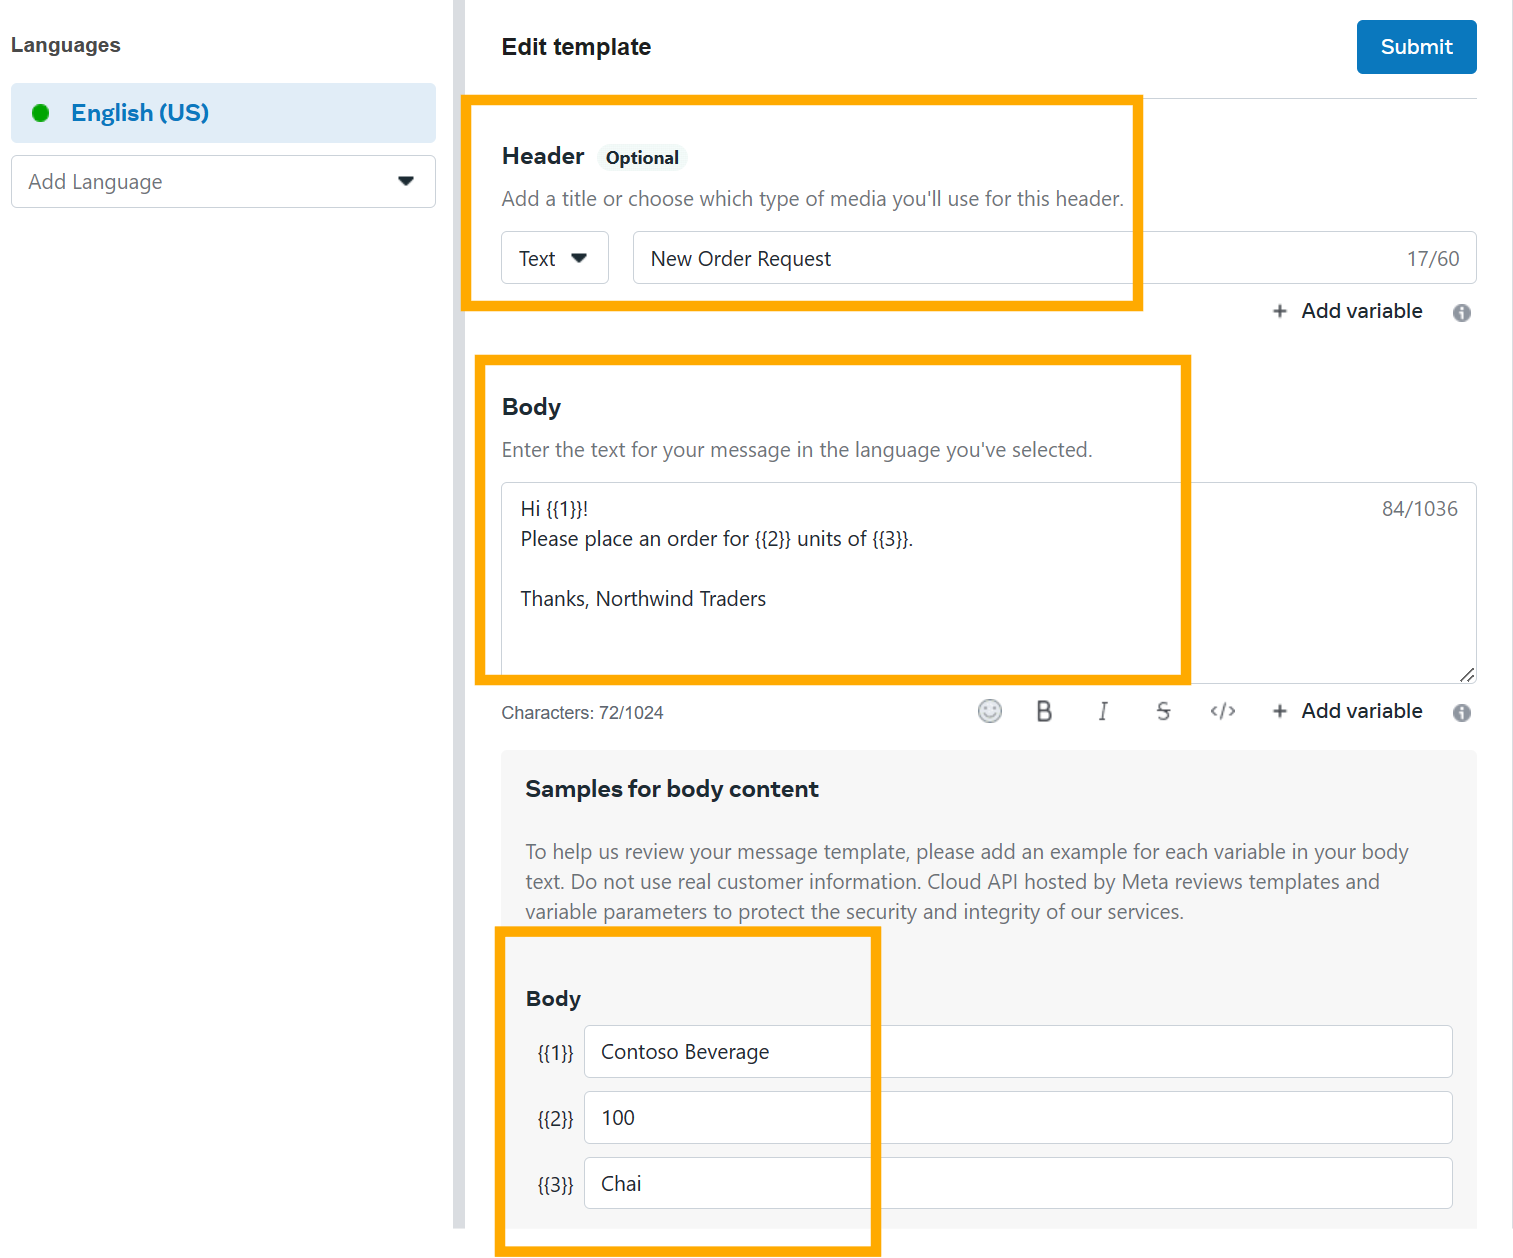 Languages
English (US)
Add Language
Edit template
Submit
Header Optional
Add a title or choose which type of media you'll use for this header.
Text New Order Request 17/60
+ Add variable
Body
Enter the text for your message in the language you've selected.
Hi {{1}}! 84/1036
Please place an order for {{2}} units of {{3}}.
Thanks, Northwind Traders
Characters: 72/1024 B I S </> + Add variable
Samples for body content
To help us review your message template, please add an example for each variable in your body
text. Do not use real customer information. Cloud API hosted by Meta reviews templates and
variable parameters to protect the security and integrity of our services.
Body
{{1}} Contoso Beverage
{{2}} 100
{{3}} Chai